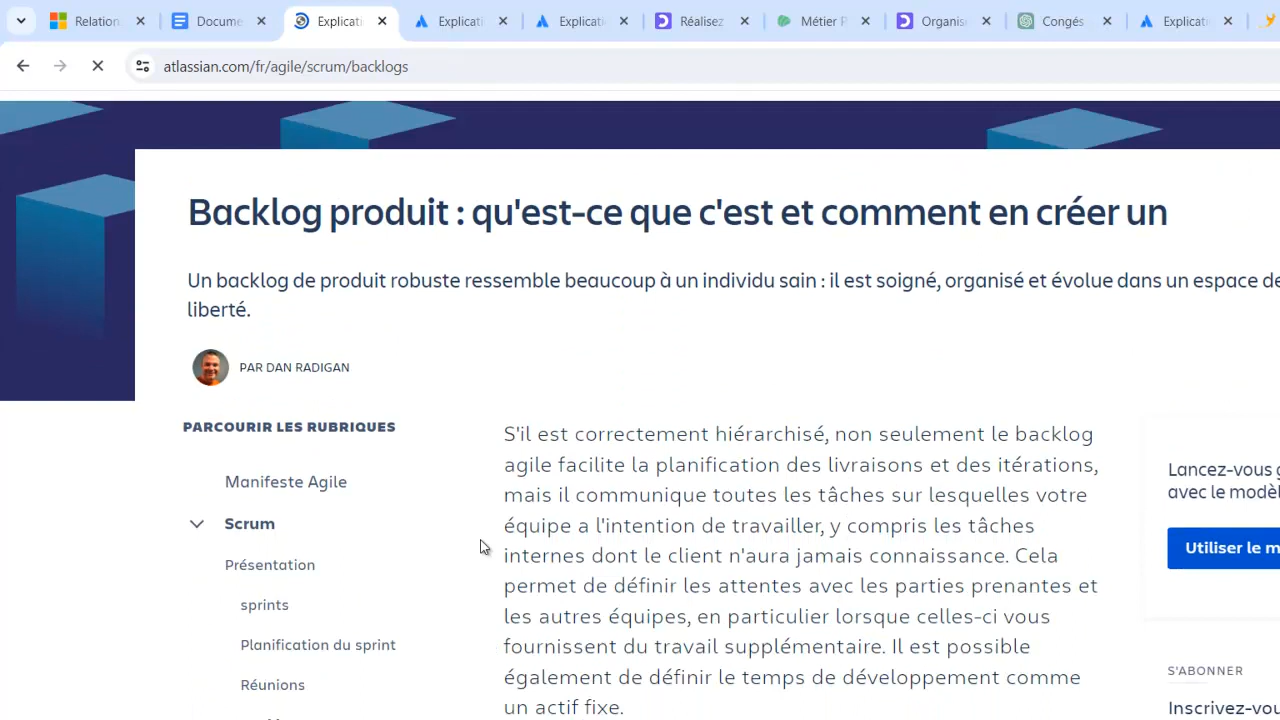 Relation
Docume
Explicati
Explicati
Explicati
Réalisez
Métier P
Organis
Congés
Explicati
atlassian.com/fr/agile/scrum/backlogs
Backlog produit : qu'est-ce que c'est et comment en créer un
Un backlog de produit robuste ressemble beaucoup à un individu sain : il est soigné, organisé et évolue dans un espace de
liberté.
PAR DAN RADIGAN
PARCOURIR LES RUBRIQUES
Manifeste Agile
Scrum
Présentation
sprints
Planification du sprint
Réunions
S'il est correctement hiérarchisé, non seulement le backlog
agile facilite la planification des livraisons et des itérations,
mais il communique toutes les tâches sur lesquelles votre
équipe a l'intention de travailler, y compris les tâches
internes dont le client n'aura jamais connaissance. Cela
permet de définir les attentes avec les parties prenantes et
les autres équipes, en particulier lorsque celles-ci vous
fournissent du travail supplémentaire. Il est possible
également de définir le temps de développement comme
un actif fixe.
Lancez-vous g
avec le modèl
Utiliser le m
S'ABONNER
Inscrivez-vou